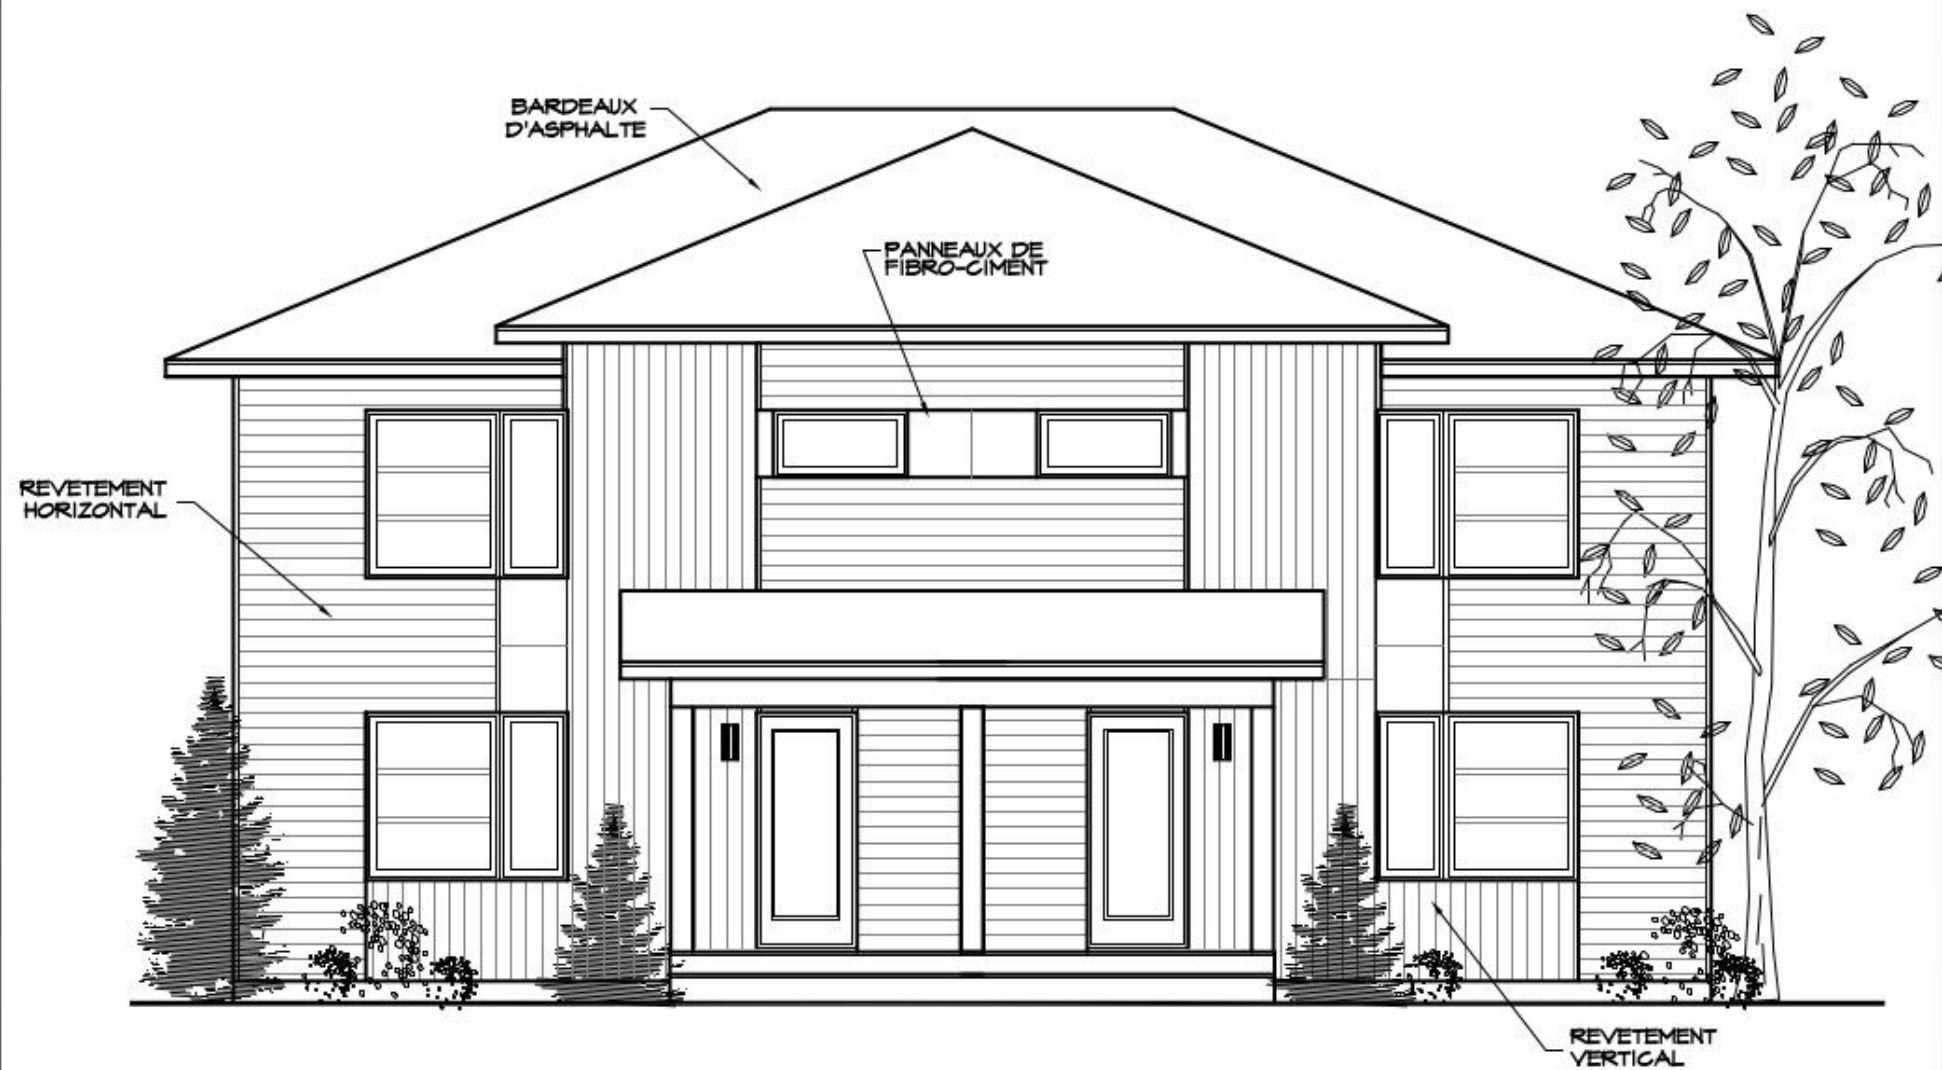 BARDEAUX
D'ASPHALTE
PANNEAUX DE
FIBRO-CIMENT
REVETEMENT
HORIZONTAL
REVETEMENT
VERTICAL